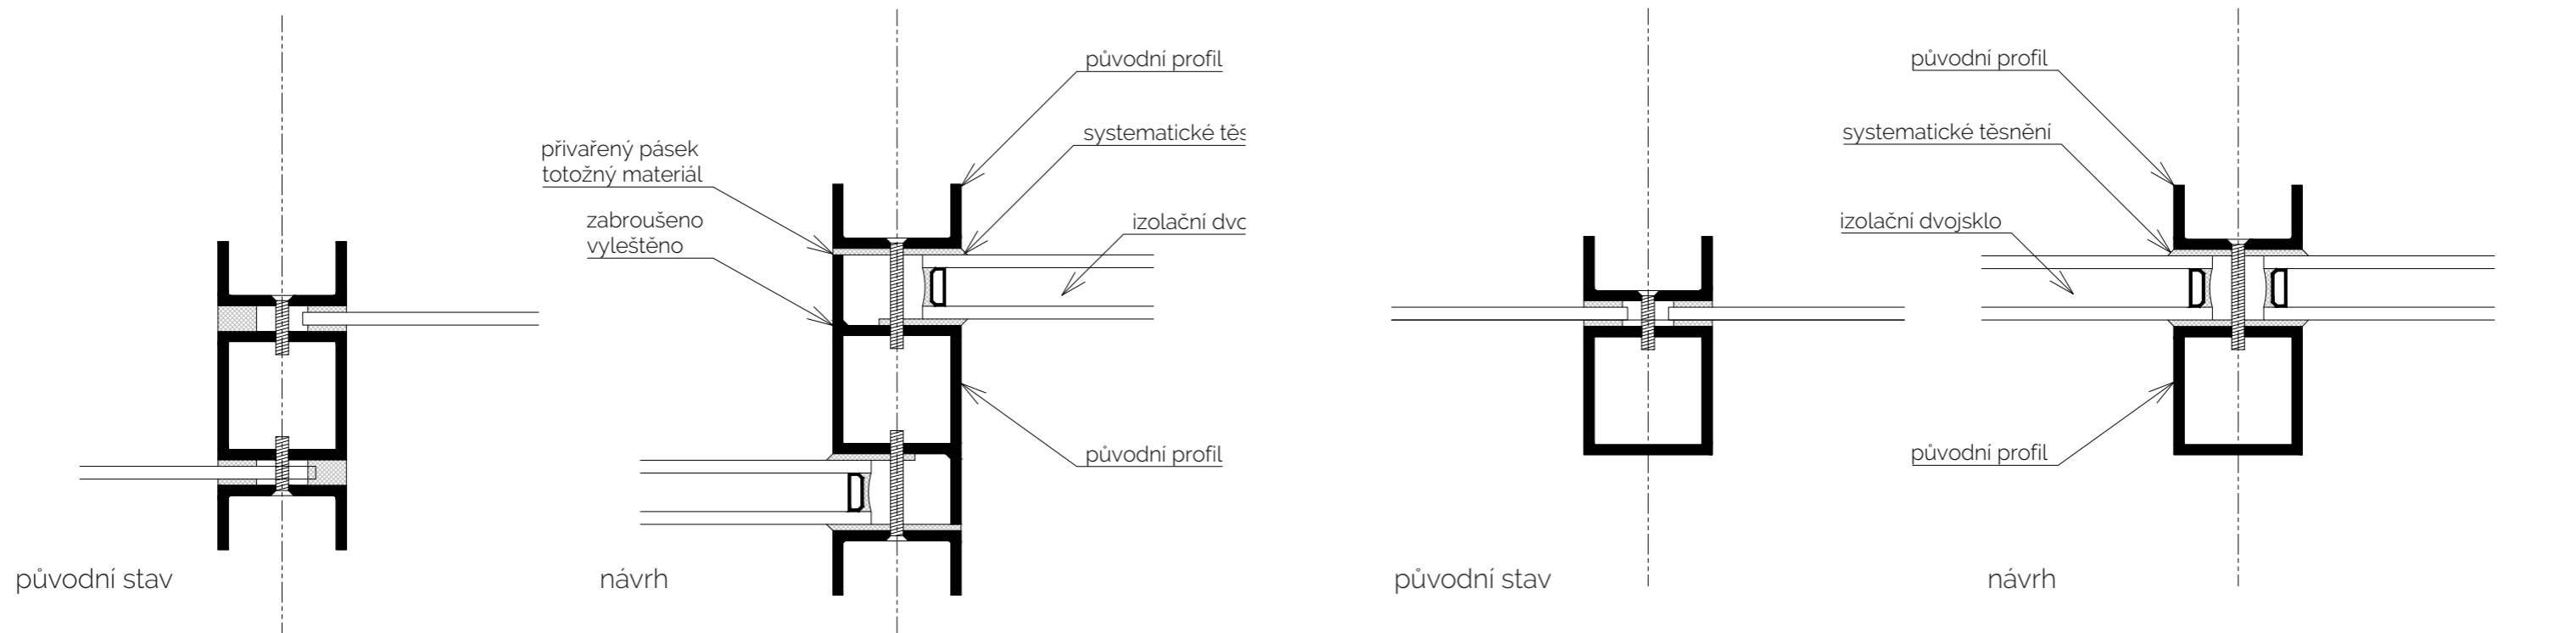 původní profil
systematické těs
přivařený pásek
totožný materiál
zabroušeno
vyleštěno
izolační dvo
původní profil
původní stav
návrh
původní profil
systematické těsnění
izolační dvojsklo
původní profil
původní stav
návrh